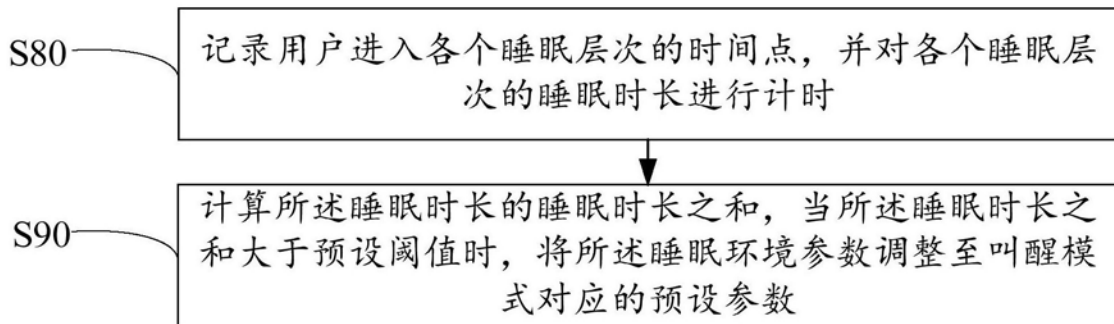 S80
记录用户进入各个睡眠层次的时间点，并对各个睡眠层
次的睡眠时长进行计时
S90
计算所述睡眠时长的睡眠时长之和，当所述睡眠时长之
和大于预设阈值时，将所述睡眠环境参数调整至叫醒模
式对应的预设参数